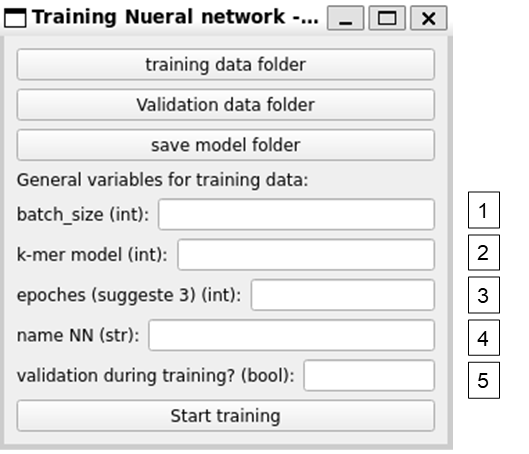 Training Nueral network -...
training data folder
Validation data folder
save model folder
General variables for training data:
batch_size (int): 1
k-mer model (int): 2
epoches (suggeste 3) (int): 3
name NN (str): 4
validation during training? (bool): 5
Start training